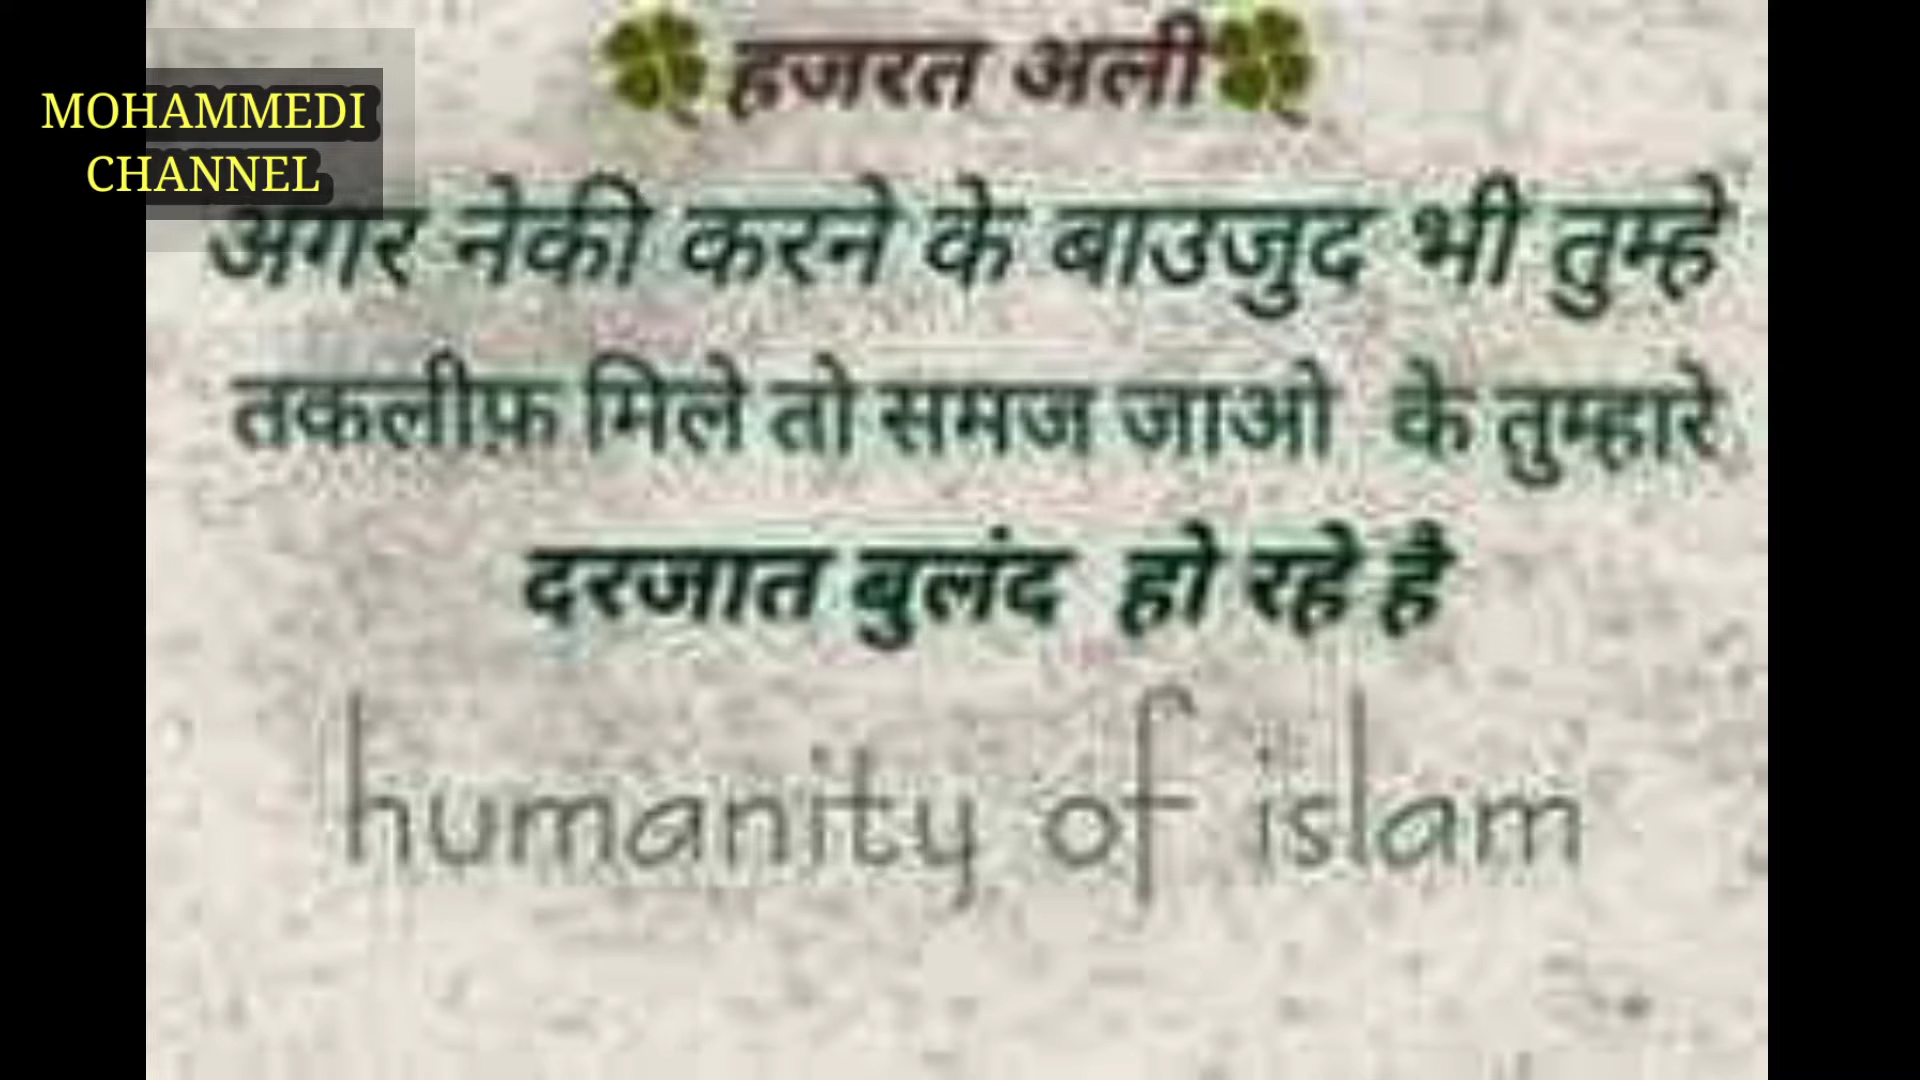 MOHAMMEDI
CHANNEL
🍀हजरत अली🍀
अगर नेकी करने के बाउजुद भी तुम्हे
तकलीफ़ मिले तो समज जाओ के तुम्हारे
दरजात बुलंद हो रहे है
humanity of islam